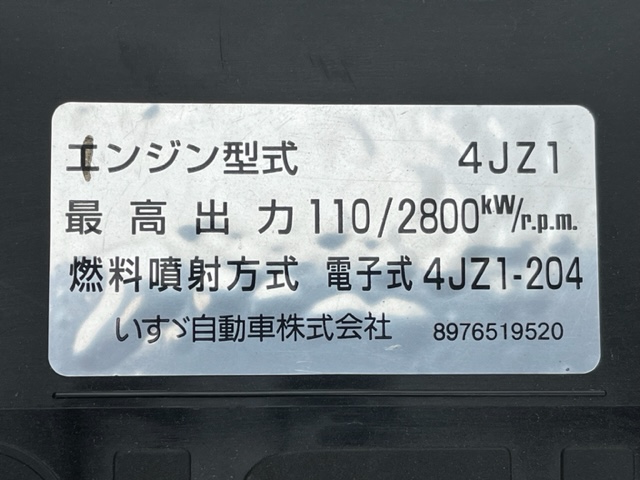 エンジン型式 4JZ1
最高出力 110/2800kW/r.p.m.
燃料噴射方式 電子式 4JZ1-204
いすゞ自動車株式会社 8976519520